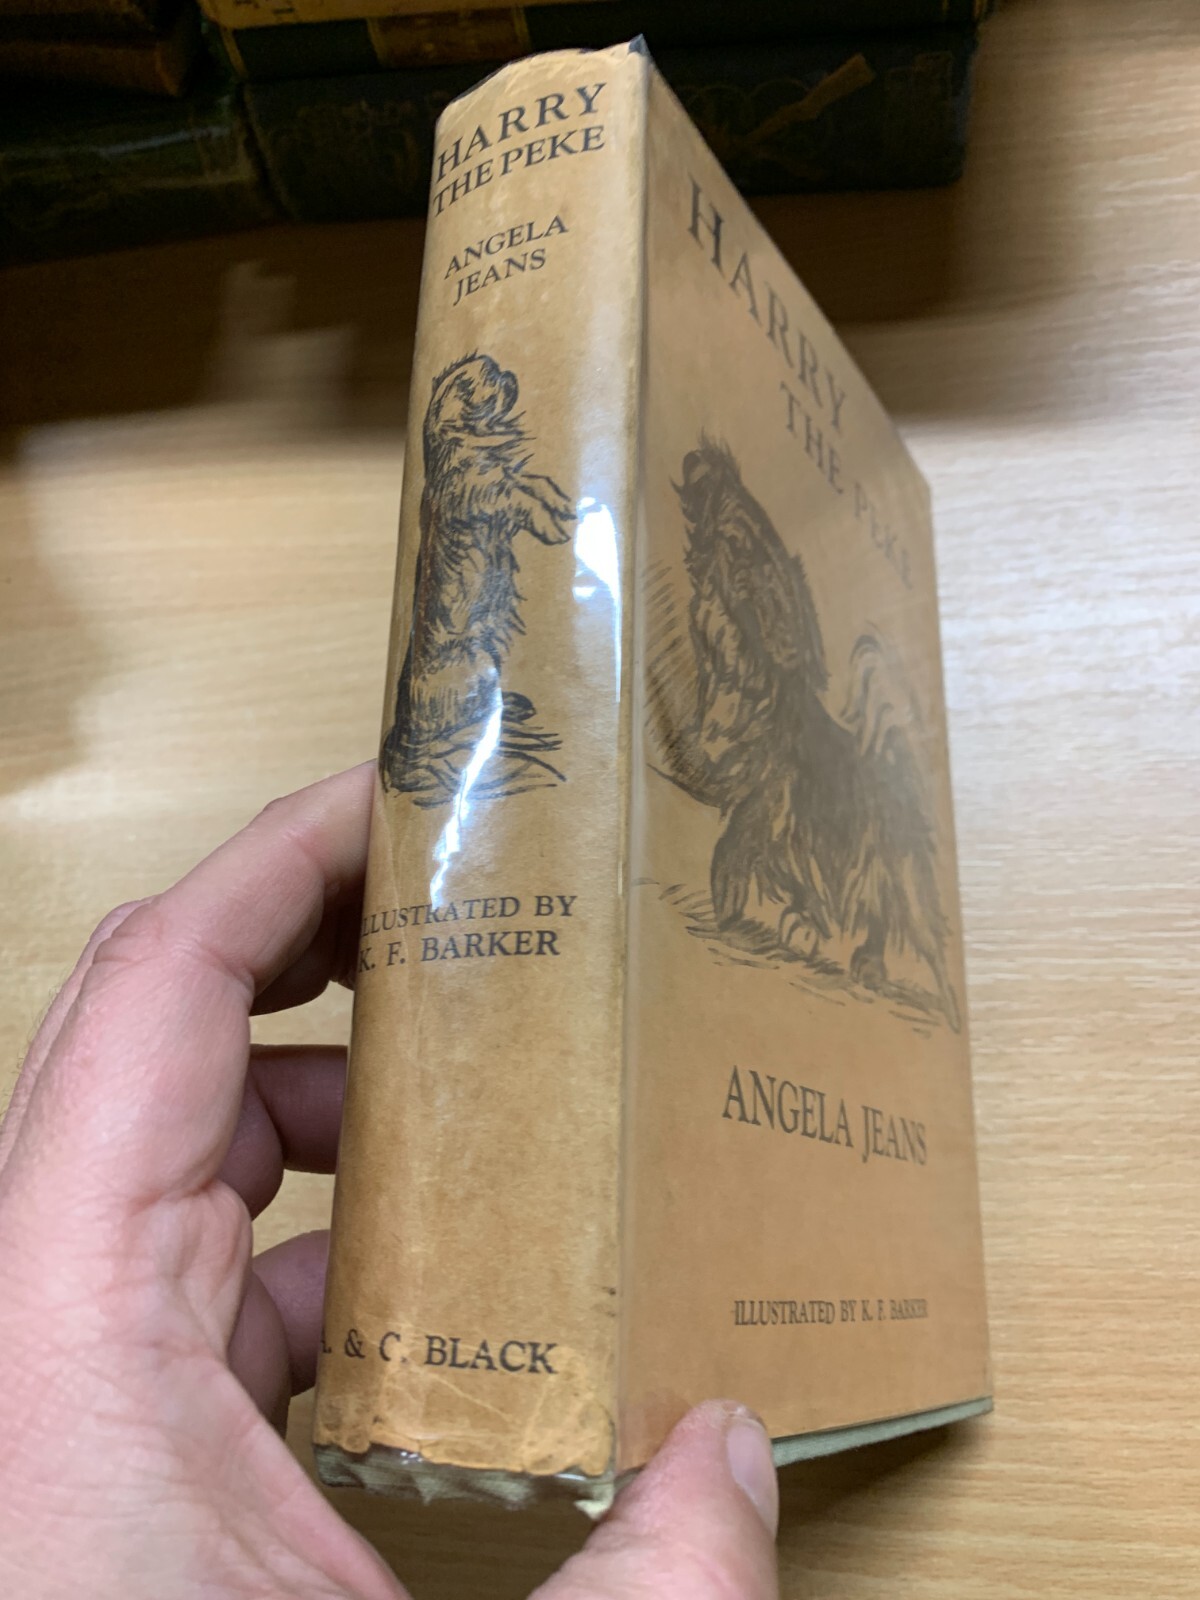 HARRY
THE PEKE
ANGELA
JEANS
ILLUSTRATED BY
K. F. BARKER
A. & C. BLACK
HARRY
THE PEKE
ANGELA JEANS
ILLUSTRATED BY K. F. BARKER